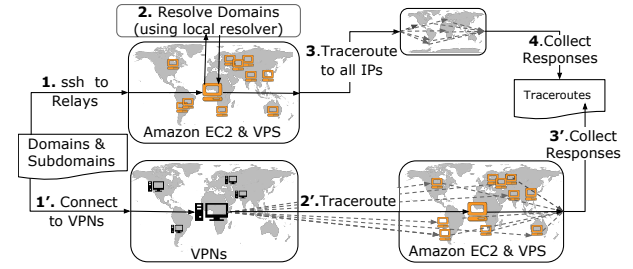 2. Resolve Domains
(using local resolver)
3.Traceroute
to all IPs
4.Collect
Responses
1. ssh to
Relays
Amazon EC2 & VPS
Traceroutes
Domains &
Subdomains
3'.Collect
Responses
1'. Connect
to VPNs
2'.Traceroute
VPNs
Amazon EC2 & VPS